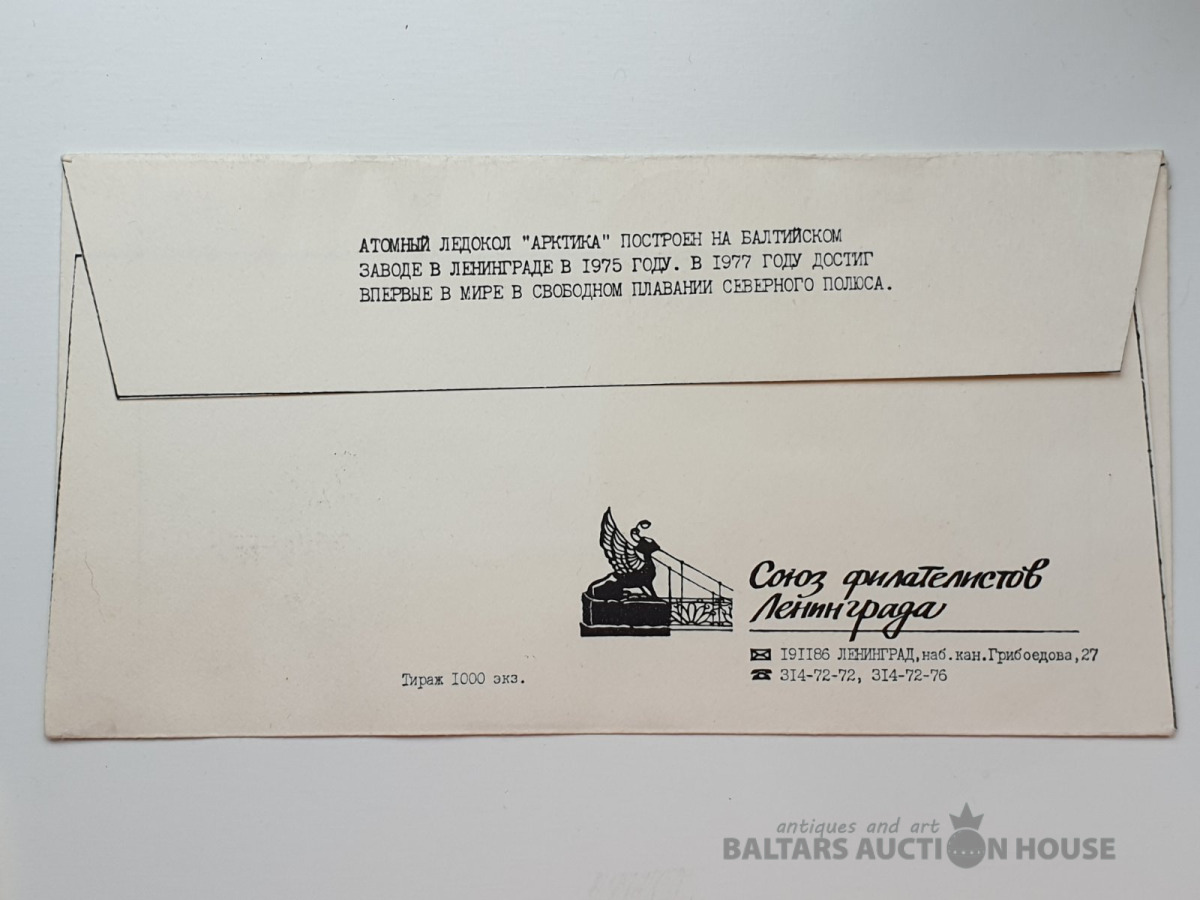 АТОМНЫЙ ЛЕДОКОЛ "АРКТИКА" ПОСТРОЕН НА БАЛТИЙСКОМ
ЗАВОДЕ В ЛЕНИНГРАДЕ В 1975 ГОДУ. В 1977 ГОДУ ДОСТИГ
ВПЕРВЫЕ В МИРЕ В СВОБОДНОМ ПЛАВАНИИ СЕВЕРНОГО ПОЛЮСА.
Союз филателистов
Ленинграда
191186 ЛЕНИНГРАД,наб.кан.Грибоедова,27
314-72-72, 314-72-76
Тираж 1000 экз.
antiques and art
BALTARS AUCTION HOUSE